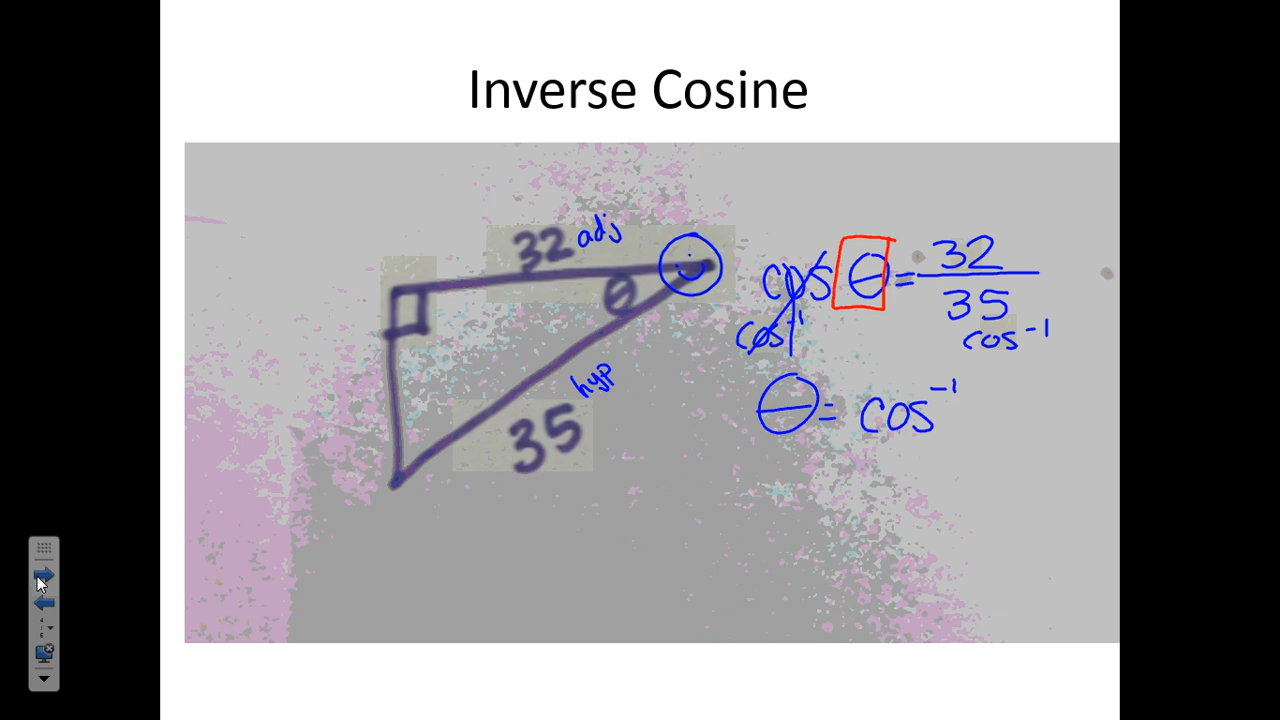 Inverse Cosine
32 adj
θ
hyp
35
cos θ = 32
35
cos⁻¹ cos⁻¹
θ = cos⁻¹